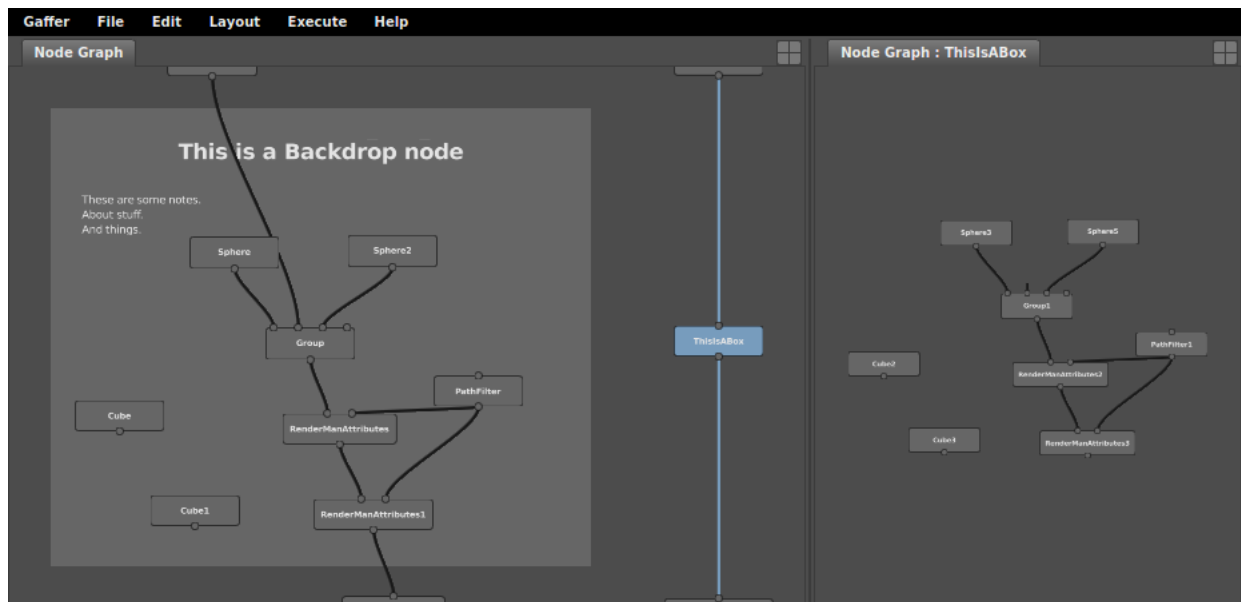 Gaffer File Edit Layout Execute Help
Node Graph
Node Graph : ThisIsABox
This is a Backdrop node
These are some notes.
About stuff.
And things.
Sphere
Sphere2
Group
PathFilter
Cube
RenderManAttributes
Cube1
RenderManAttributes1
ThisIsABox
Sphere3
Sphere5
Group1
PathFilter1
Cube2
RenderManAttributes2
Cube3
RenderManAttributes3